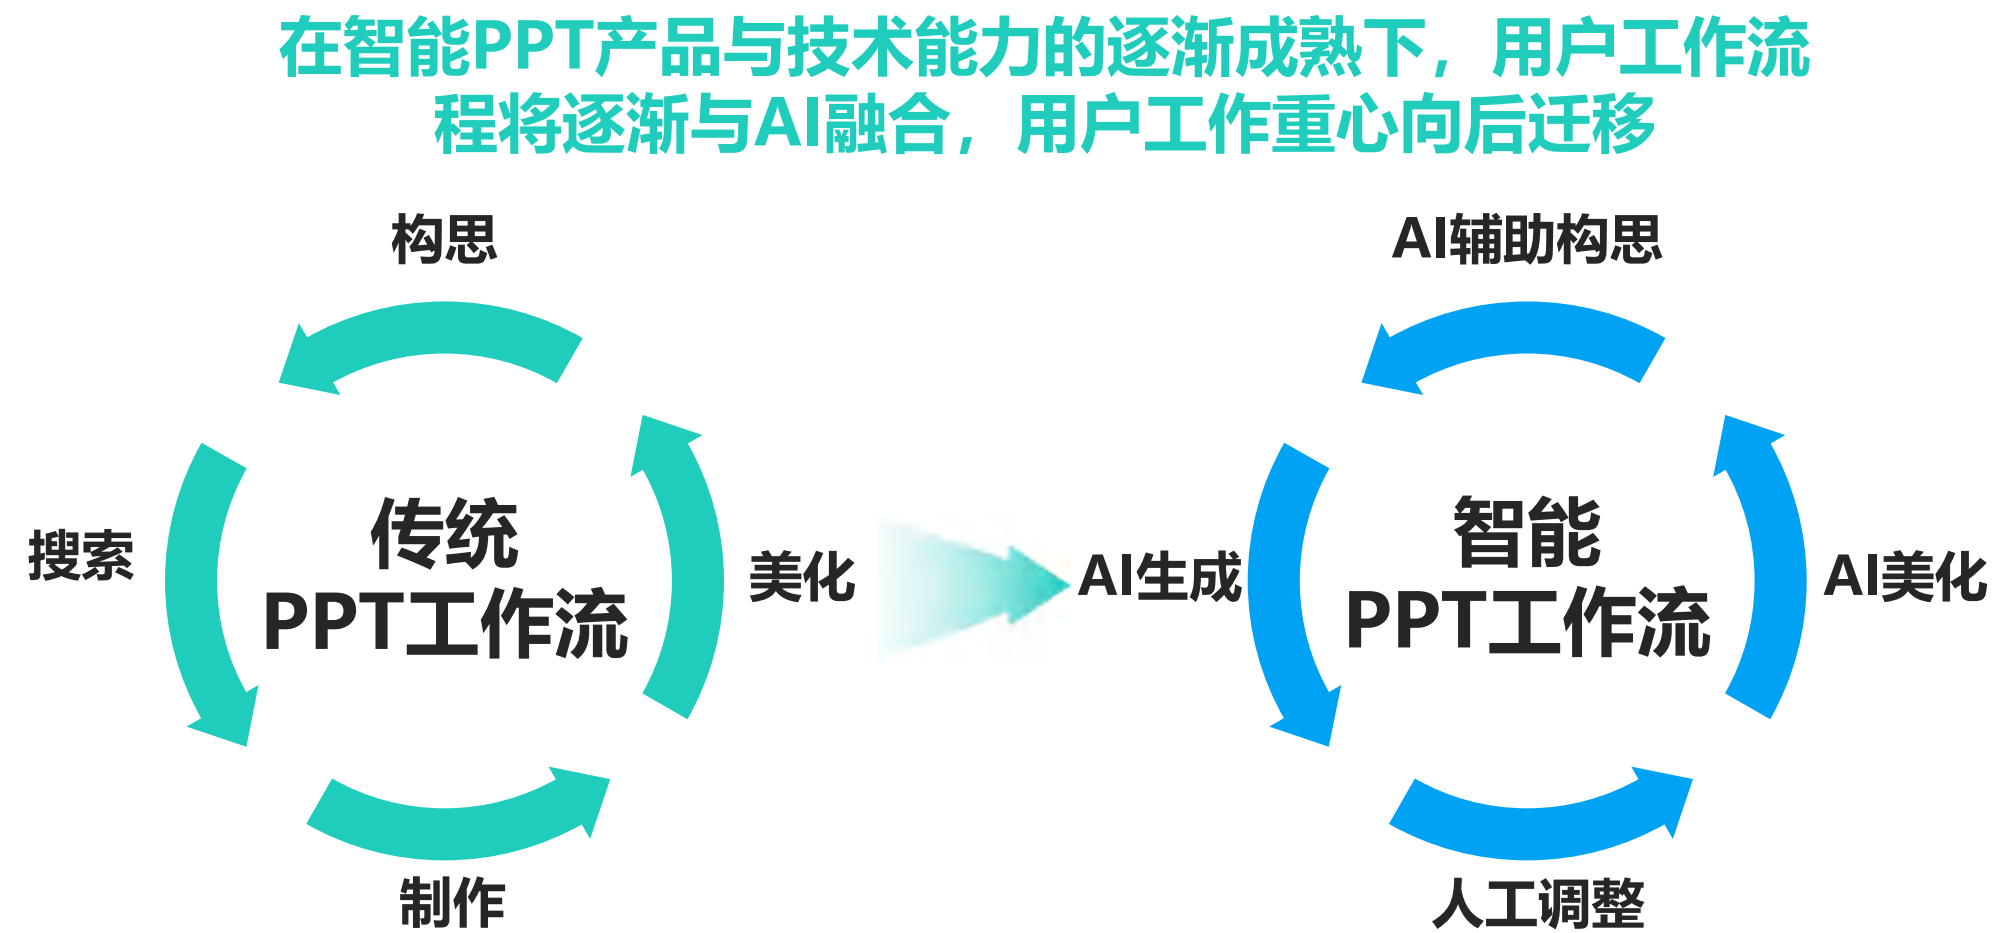 在智能PPT产品与技术能力的逐渐成熟下，用户工作流
程将逐渐与AI融合，用户工作重心向后迁移
构思
搜索
传统
PPT工作流
美化
制作
AI辅助构思
AI生成
智能
PPT工作流
AI美化
人工调整